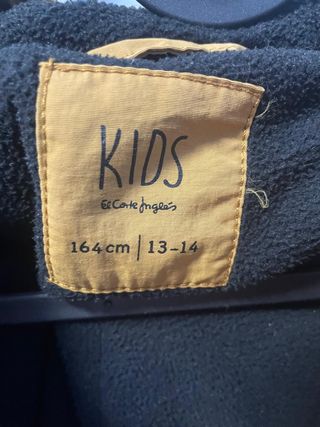 KIDS
El Corte Inglés
164cm | 13-14